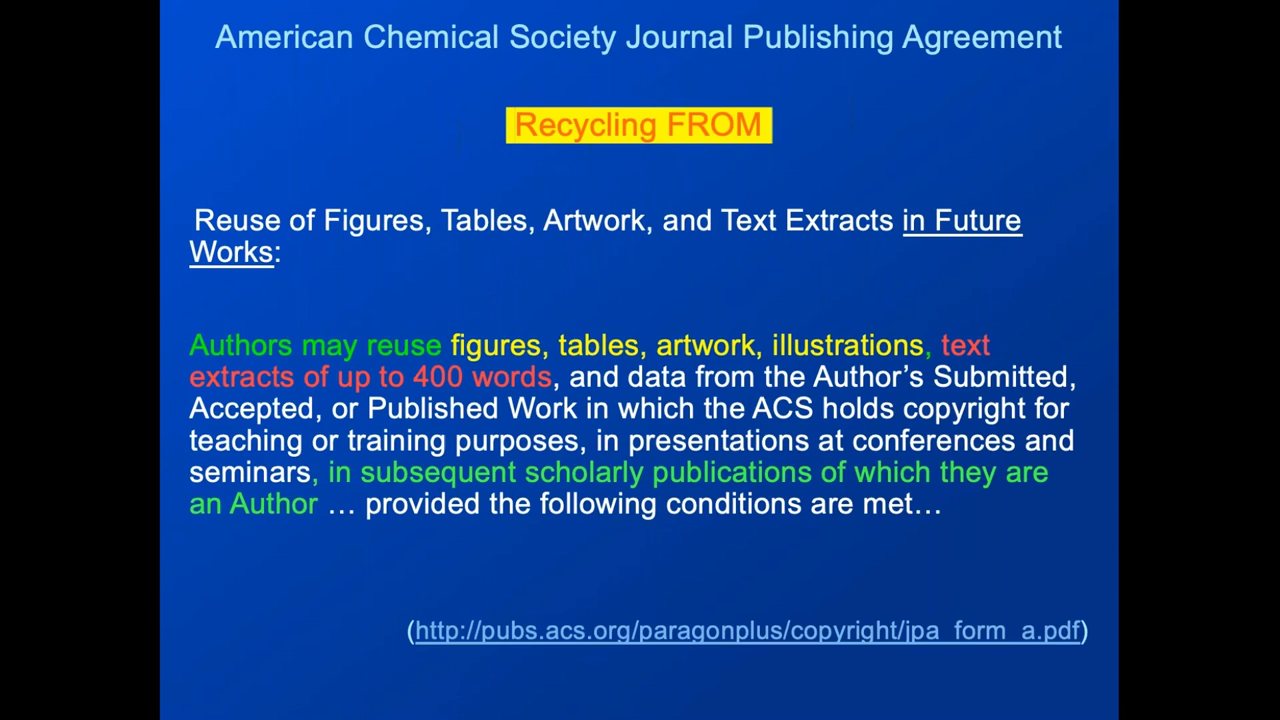 American Chemical Society Journal Publishing Agreement
Recycling FROM
Reuse of Figures, Tables, Artwork, and Text Extracts in Future
Works:
Authors may reuse figures, tables, artwork, illustrations, text
extracts of up to 400 words, and data from the Author’s Submitted,
Accepted, or Published Work in which the ACS holds copyright for
teaching or training purposes, in presentations at conferences and
seminars, in subsequent scholarly publications of which they are
an Author … provided the following conditions are met…
(http://pubs.acs.org/paragonplus/copyright/jpa_form_a.pdf)